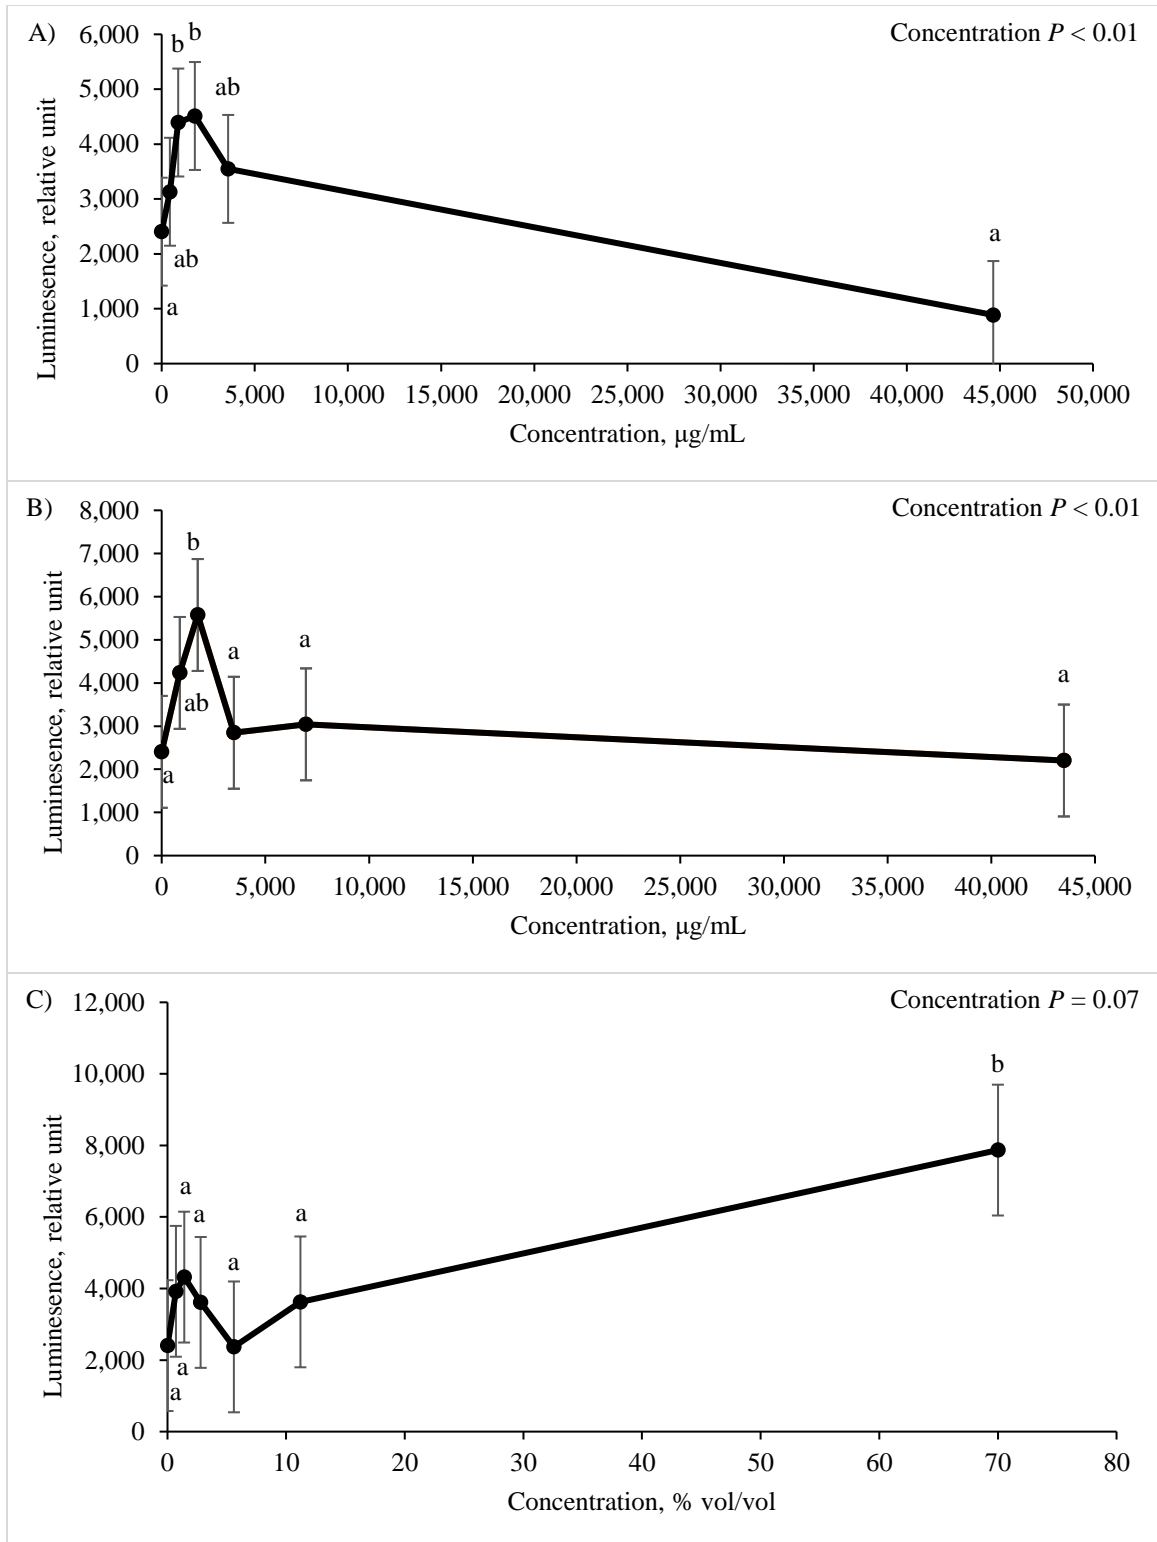 A)
Concentration P < 0.01
Luminesence, relative unit
6,000
5,000
4,000
3,000
2,000
1,000
0
b
b
ab
ab
a
a
0
5,000
10,000
15,000
20,000
25,000
30,000
35,000
40,000
45,000
50,000
Concentration, µg/mL
B)
Concentration P < 0.01
Luminesence, relative unit
8,000
7,000
6,000
5,000
4,000
3,000
2,000
1,000
0
b
a
a
a
ab
a
0
5,000
10,000
15,000
20,000
25,000
30,000
35,000
40,000
45,000
Concentration, µg/mL
C)
Concentration P = 0.07
Luminesence, relative unit
12,000
10,000
8,000
6,000
4,000
2,000
0
b
a
a
a
a
a
a
0
10
20
30
40
50
60
70
80
Concentration, % vol/vol